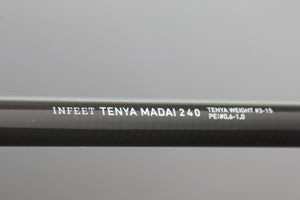 INFEET TENYA MADAI 240
TENYA WEIGHT #3-15
PE:#0.6-1.0